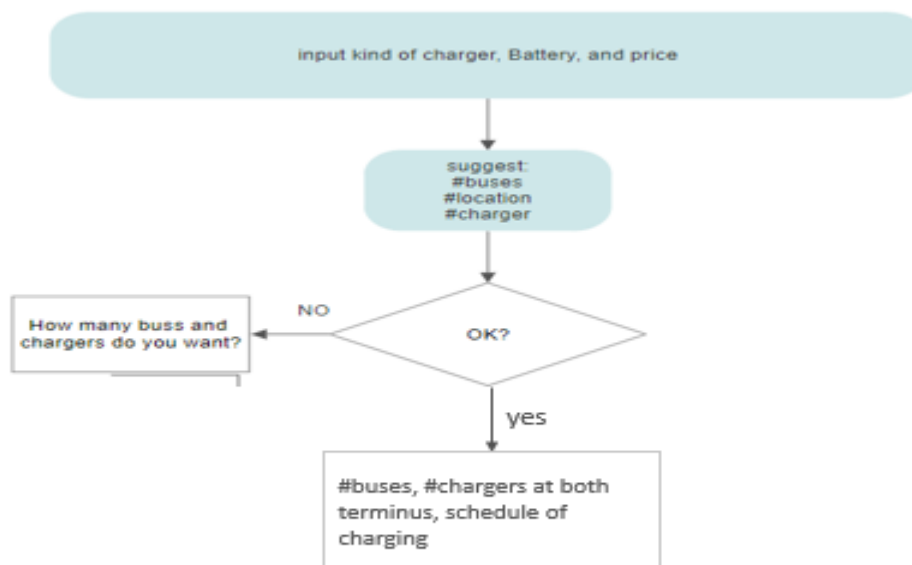 input kind of charger, Battery, and price
suggest:
#buses
#location
#charger
NO
How many buss and
chargers do you want?
OK?
yes
#buses, #chargers at both
terminus, schedule of
charging